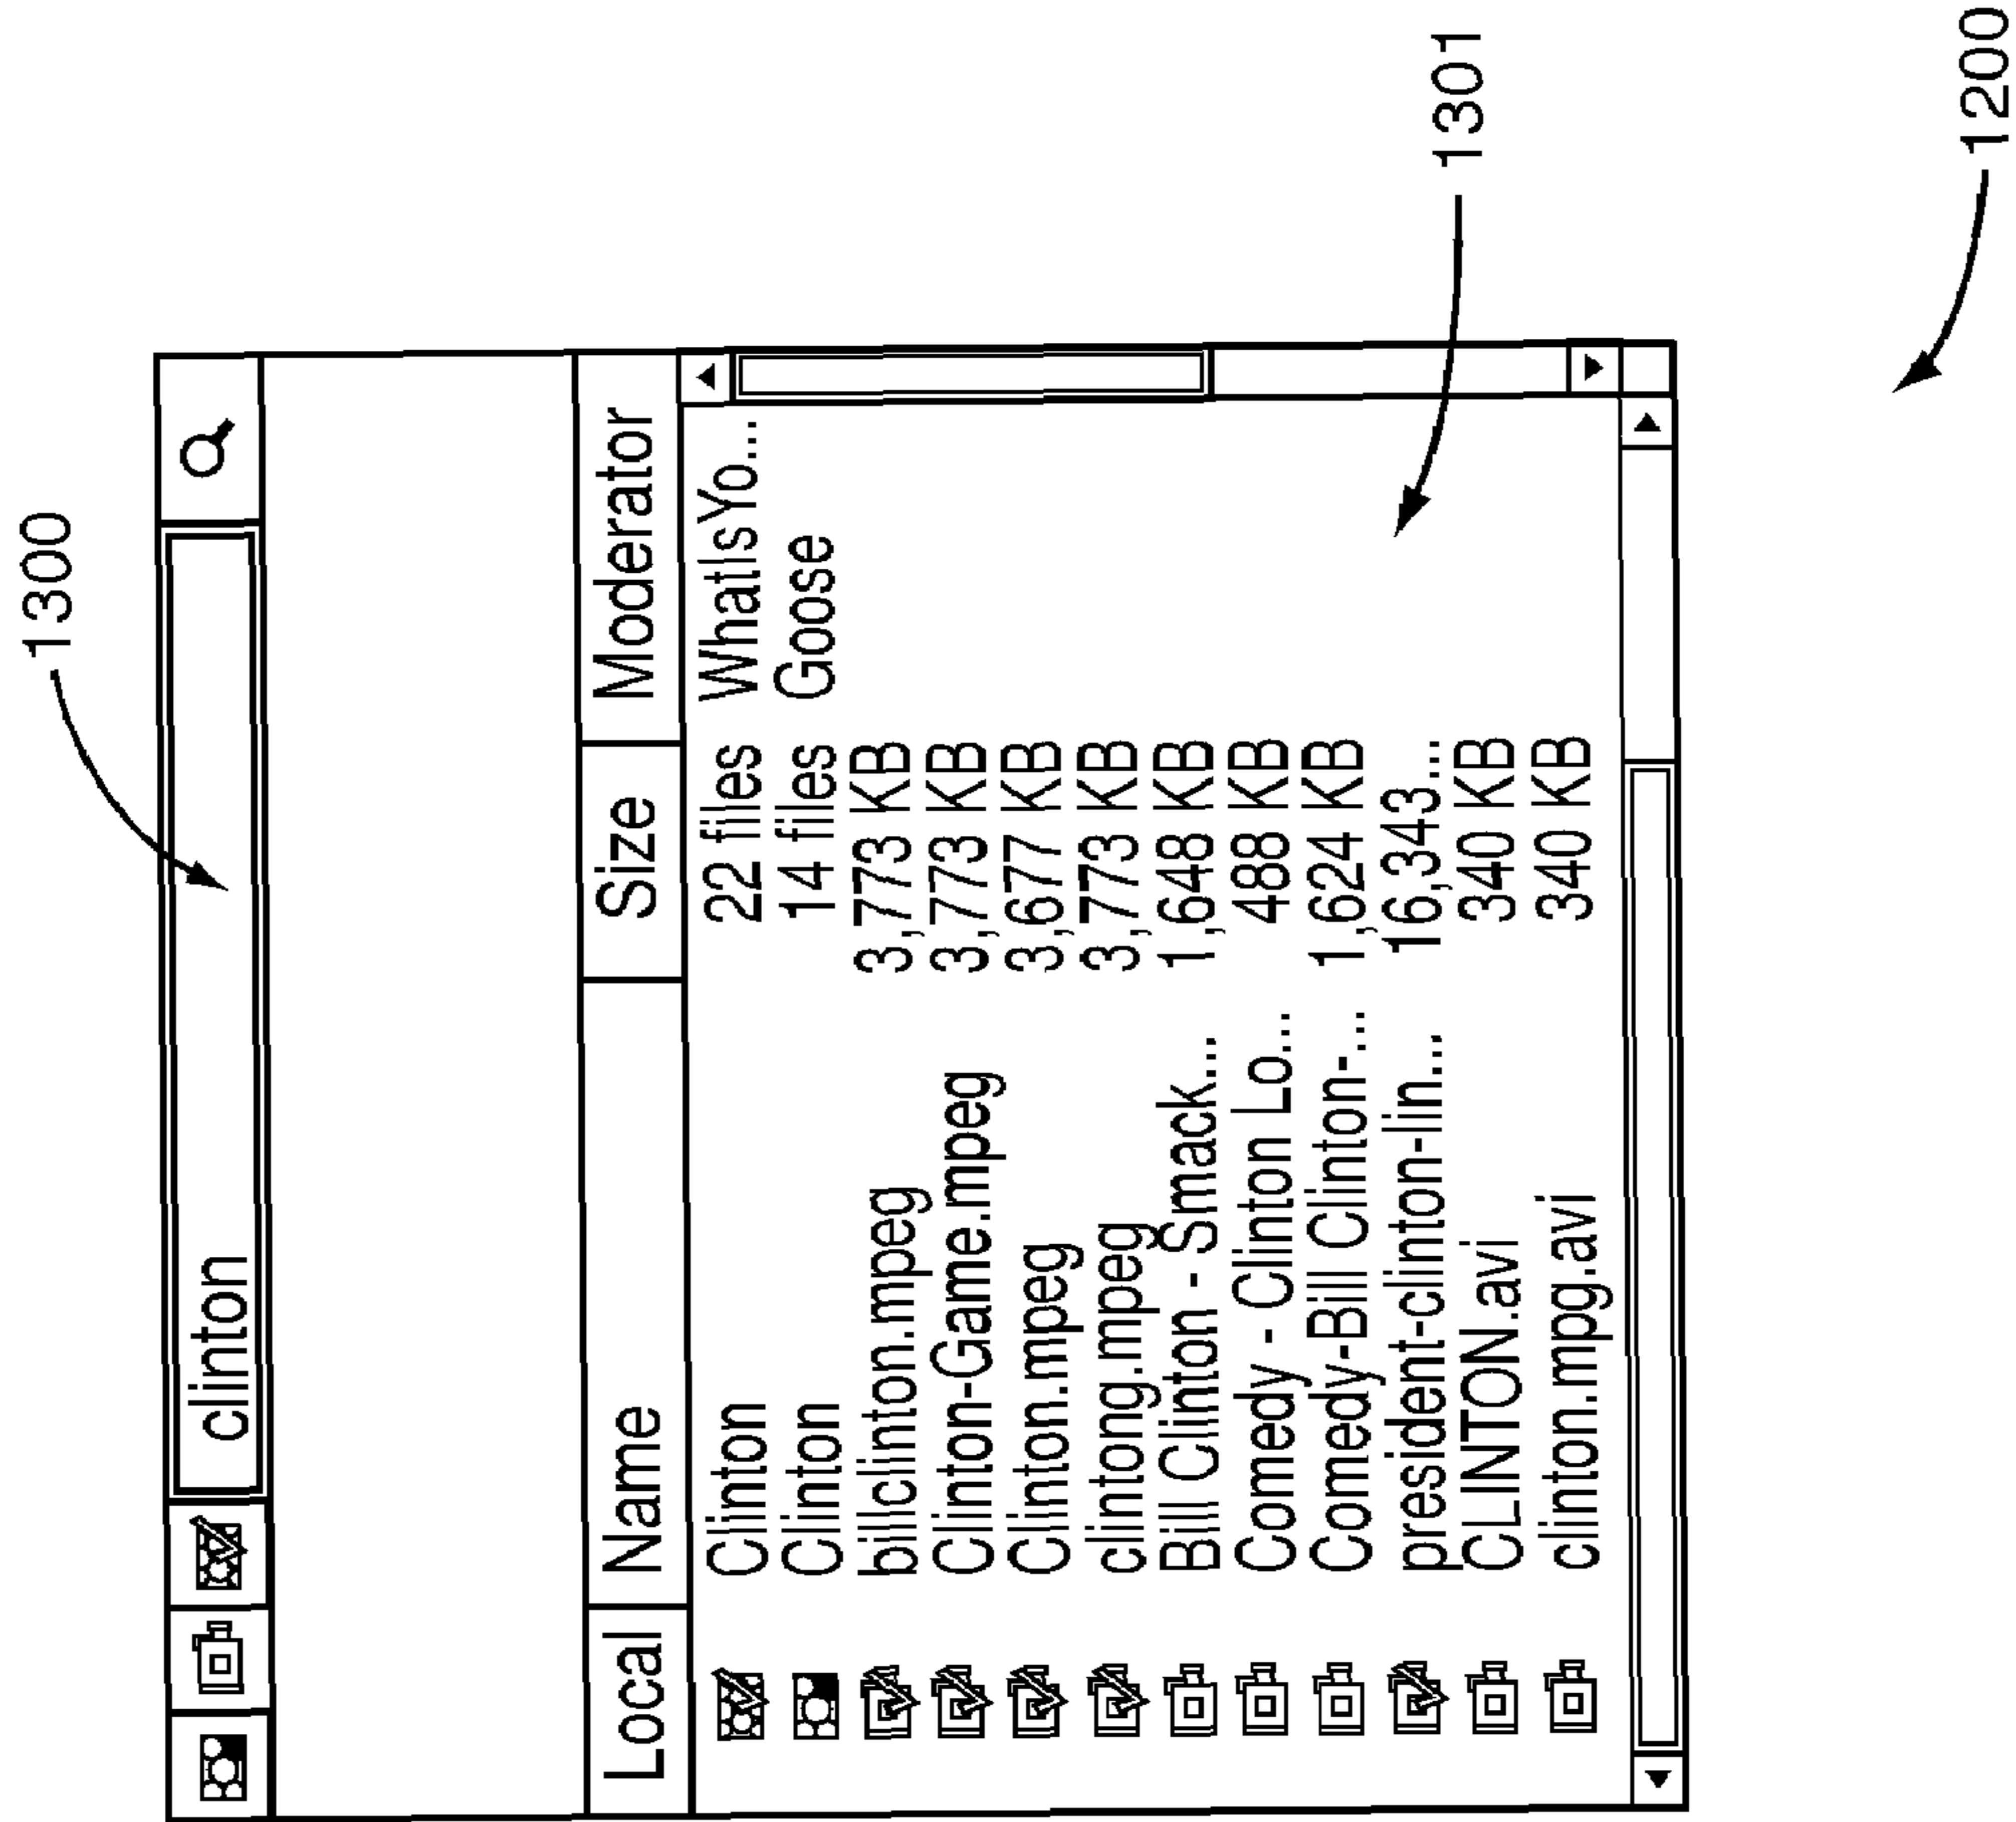 1300
clinton
Local Name Size Moderator
Clinton 22 files WhatIsYo...
Clinton 14 files Goose
billclinton.mpeg 3,773 KB
Clinton-Game.mpeg 3,773 KB
Clinton.mpeg 3,677 KB
clintong.mpeg 3,773 KB
Bill Clinton - Smack... 1,648 KB
Comedy - Clinton Lo... 488 KB
Comedy-Bill Clinton-... 1,624 KB
president-clinton-lin... 16,343...
CLINTON.avi 340 KB
clinton.mpg.avi 340 KB
1301
1200